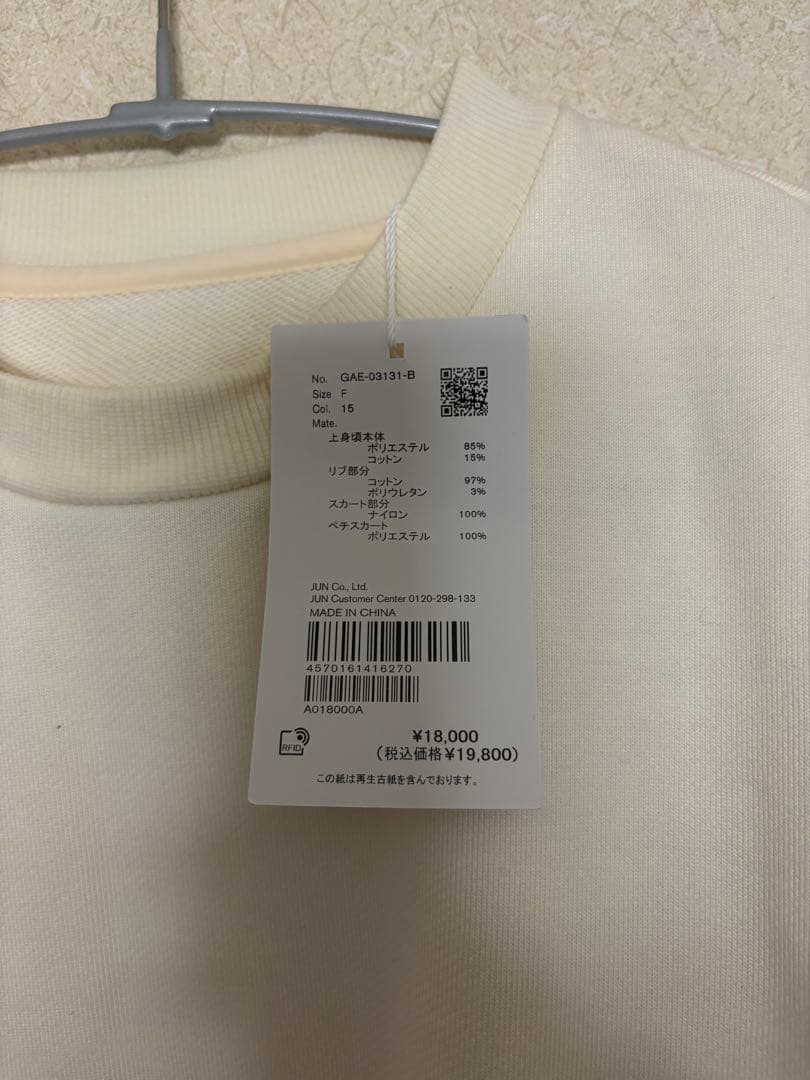 No. GAE-03131-B
Size F
Col. 15
Mate.
上身頃本体
ポリエステル 85%
コットン 15%
リブ部分
コットン 97%
ポリウレタン 3%
スカート部分
ナイロン 100%
ペチスカート
ポリエステル 100%
JUN Co., Ltd.
JUN Customer Center 0120-298-133
MADE IN CHINA
4570161416270
A018000A
RFID
¥18,000
(税込価格¥19,800)
この紙は再生古紙を含んでおります。